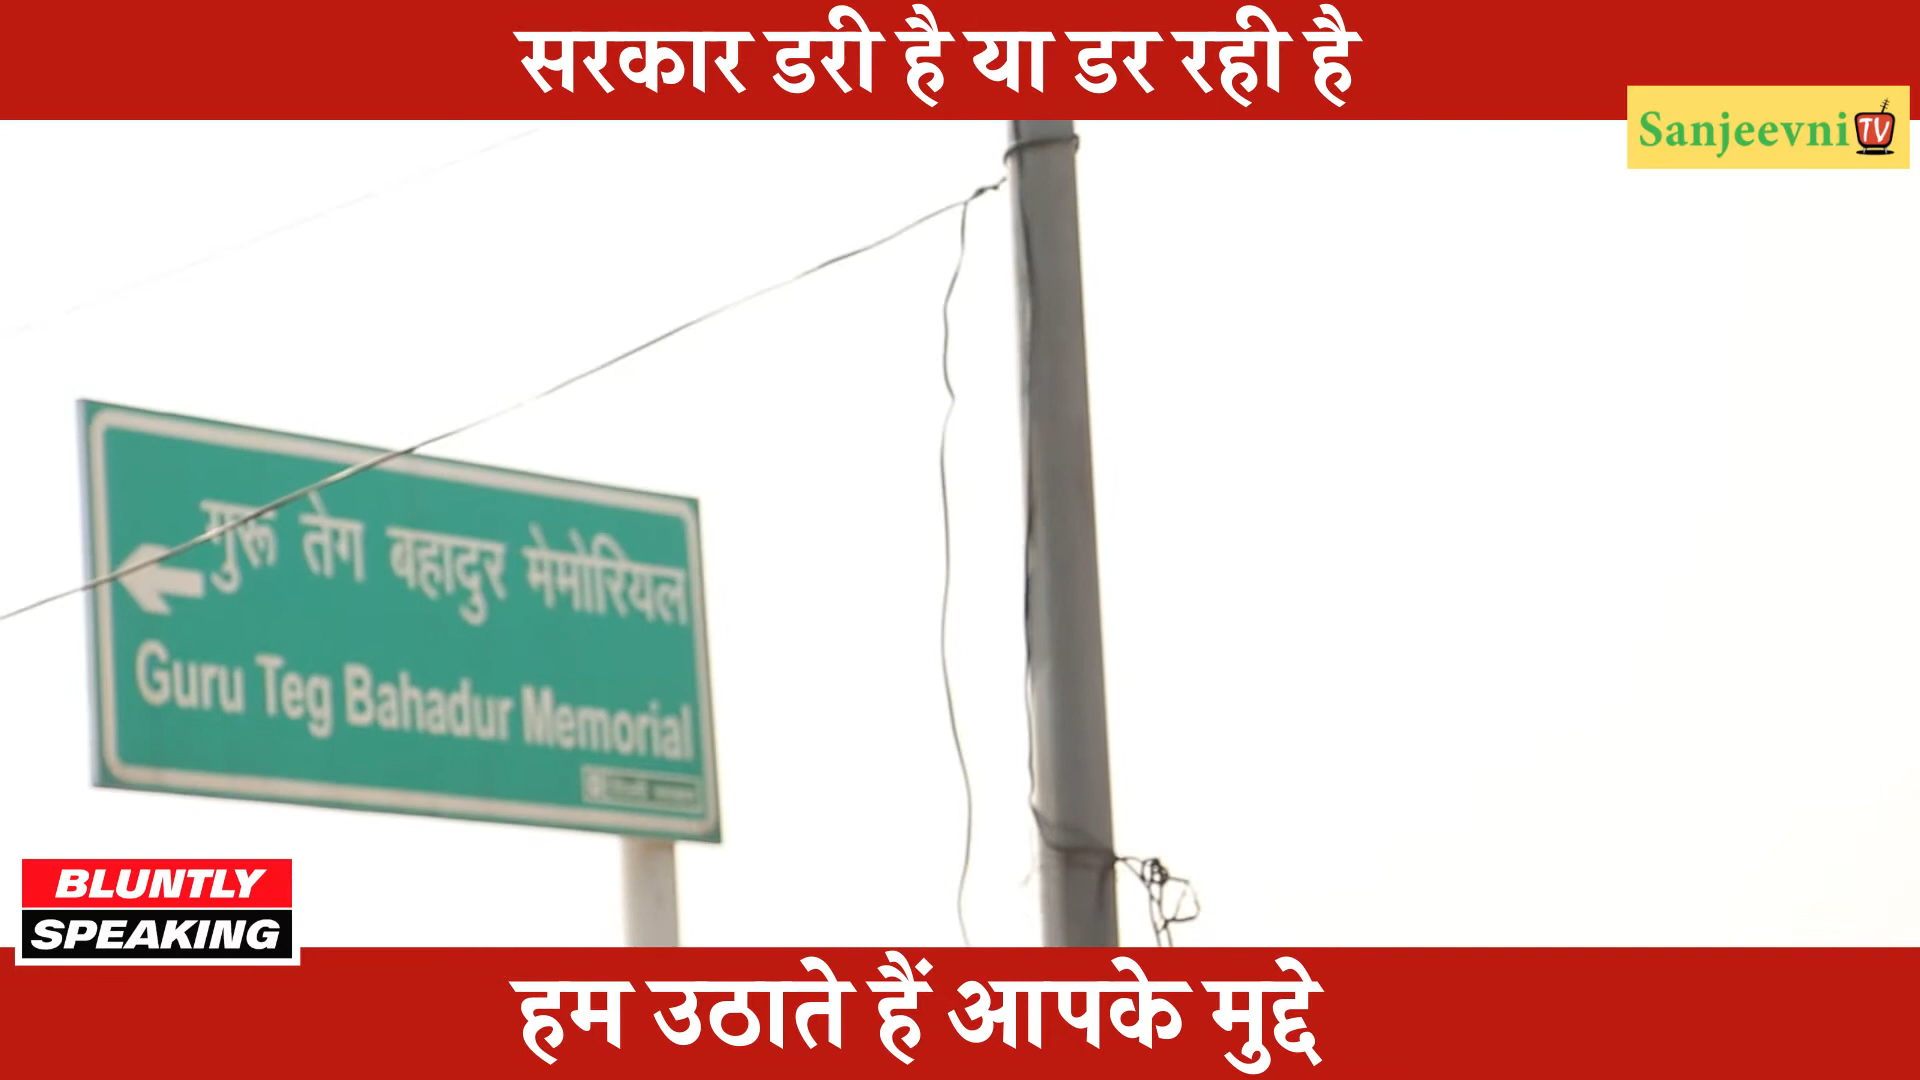 सरकार डरी है या डर रही है
Sanjeevni TV
गुरू तेग बहादुर मेमोरियल
Guru Teg Bahadur Memorial
BLUNTLY
SPEAKING
हम उठाते हैं आपके मुद्दे